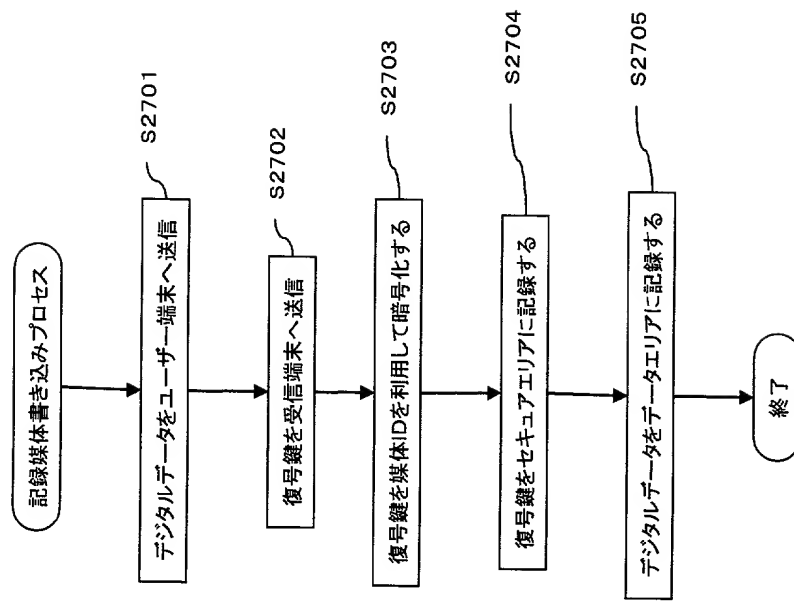 記録媒体書き込みプロセス
S2701
デジタルデータをユーザー端末へ送信
S2702
復号鍵を受信端末へ送信
S2703
復号鍵を媒体IDを利用して暗号化する
S2704
復号鍵をセキュアエリアに記録する
S2705
デジタルデータをデータエリアに記録する
終了